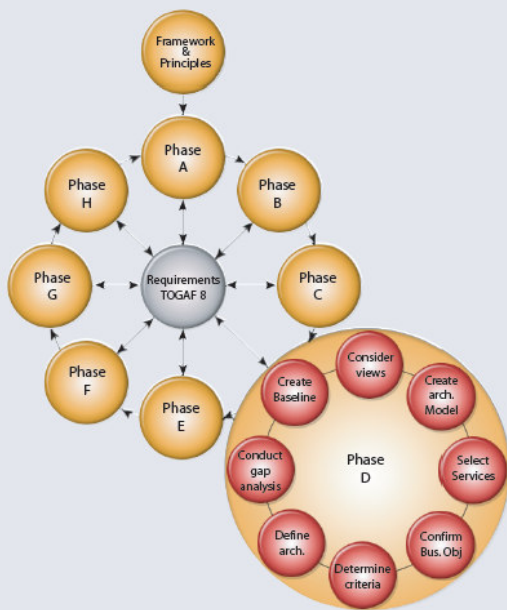 Framework
&
Principles
Phase
A
Phase
B
Phase
C
Phase
D
Phase
E
Phase
F
Phase
G
Phase
H
Requirements
TOGAF 8
Create
Baseline
Consider
views
Create
arch.
Model
Select
Services
Confirm
Bus. Obj
Determine
criteria
Define
arch.
Conduct
gap
analysis